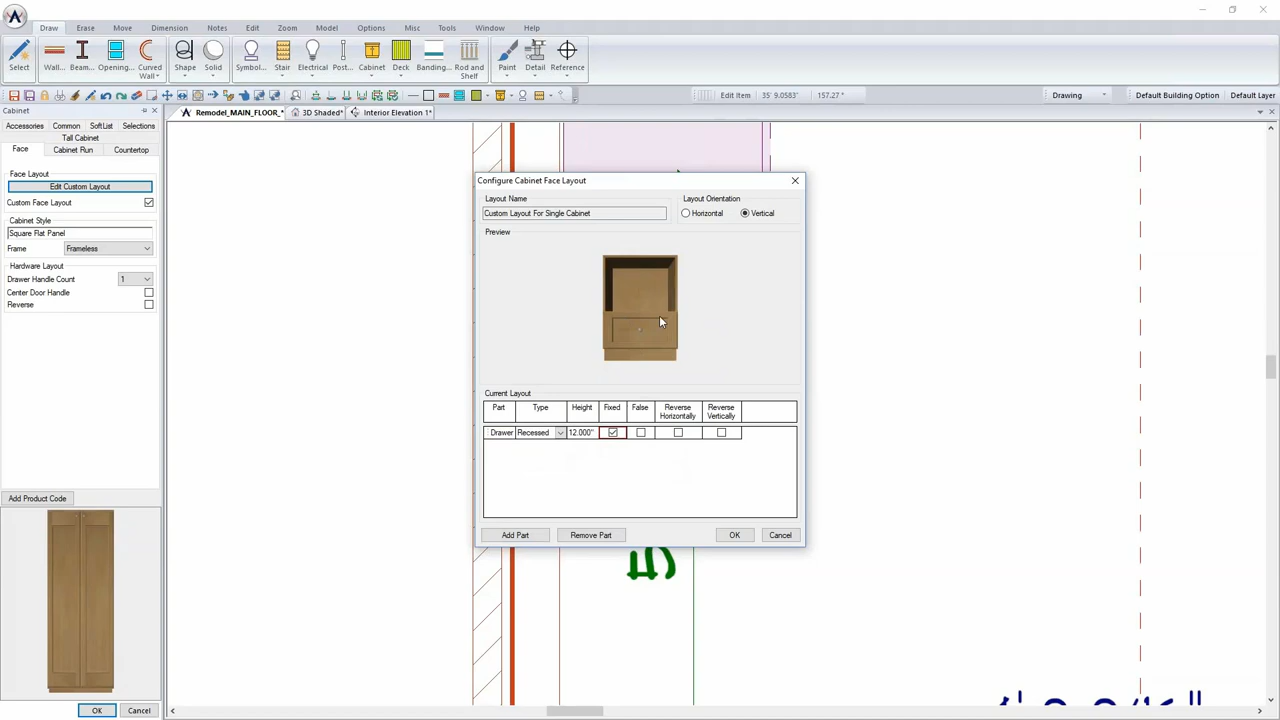 Draw
Erase
Move
Dimension
Notes
Edit
Zoom
Model
Options
Misc
Tools
Window
Help
Select
Wall...
Beam...
Opening...
Curved Wall
Shape
Solid
Symbol...
Stair
Electrical
Post...
Cabinet
Deck
Banding...
Rod and Shelf
Paint
Detail
Reference
Edit Item
35' 9.0583"
157.27 °
Drawing
Default Building Option
Default Layer
Cabinet
Remodel_MAIN_FLOOR_*
3D Shaded*
Interior Elevation 1*
Accessories
Common
SoftList
Selections
Tall Cabinet
Face
Cabinet Run
Countertop
Face Layout
Edit Custom Layout
Custom Face Layout
Cabinet Style
Square Flat Panel
Frame
Frameless
Hardware Layout
Drawer Handle Count
1
Center Door Handle
Reverse
Add Product Code
OK
Cancel
Configure Cabinet Face Layout
Layout Name
Custom Layout For Single Cabinet
Layout Orientation
Horizontal
Vertical
Preview
Current Layout
Part
Type
Height
Fixed
False
Reverse Horizontally
Reverse Vertically
Drawer
Recessed
12.000"
Add Part
Remove Part
OK
Cancel